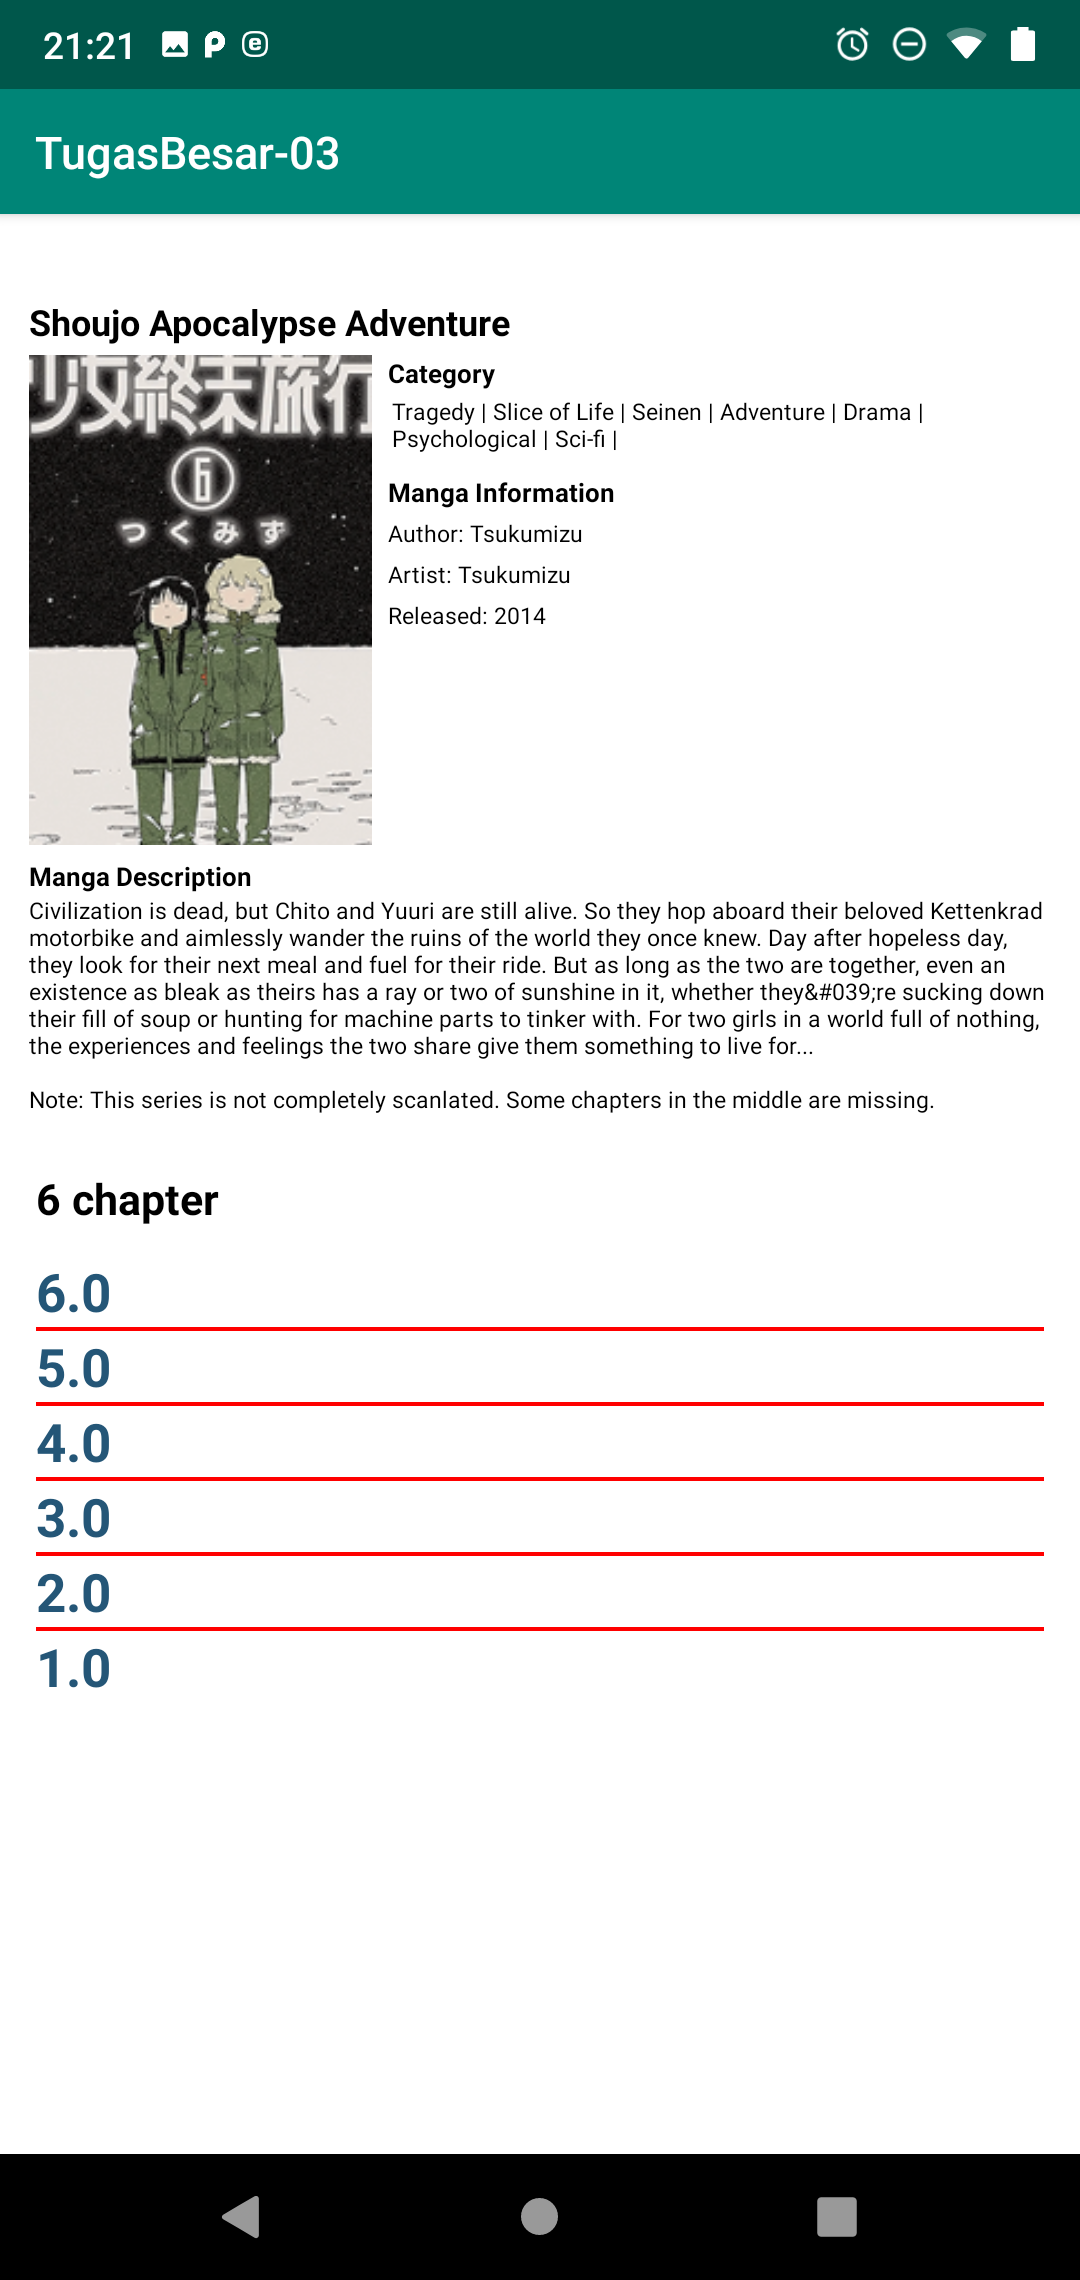 21:21
TugasBesar-03
Shoujo Apocalypse Adventure
少女終末旅行
6
つくみず
Category
Tragedy | Slice of Life | Seinen | Adventure | Drama |
Psychological | Sci-fi |
Manga Information
Author: Tsukumizu
Artist: Tsukumizu
Released: 2014
Manga Description
Civilization is dead, but Chito and Yuuri are still alive. So they hop aboard their beloved Kettenkrad
motorbike and aimlessly wander the ruins of the world they once knew. Day after hopeless day,
they look for their next meal and fuel for their ride. But as long as the two are together, even an
existence as bleak as theirs has a ray or two of sunshine in it, whether they&#039;re sucking down
their fill of soup or hunting for machine parts to tinker with. For two girls in a world full of nothing,
the experiences and feelings the two share give them something to live for...
Note: This series is not completely scanlated. Some chapters in the middle are missing.
6 chapter
6.0
5.0
4.0
3.0
2.0
1.0